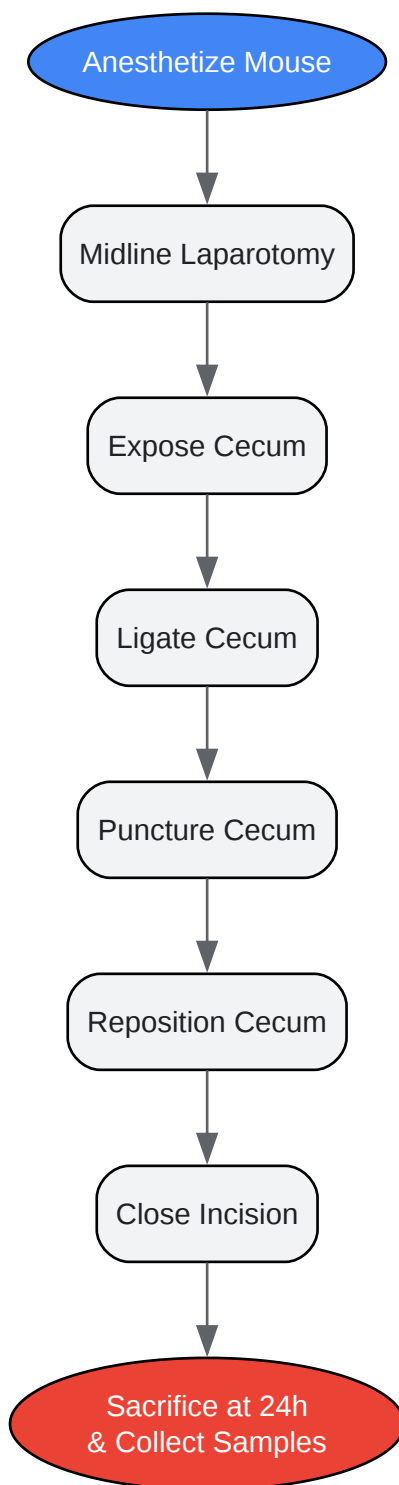 Anesthetize Mouse
Midline Laparotomy
Expose Cecum
Ligate Cecum
Puncture Cecum
Reposition Cecum
Close Incision
Sacrifice at 24h
& Collect Samples